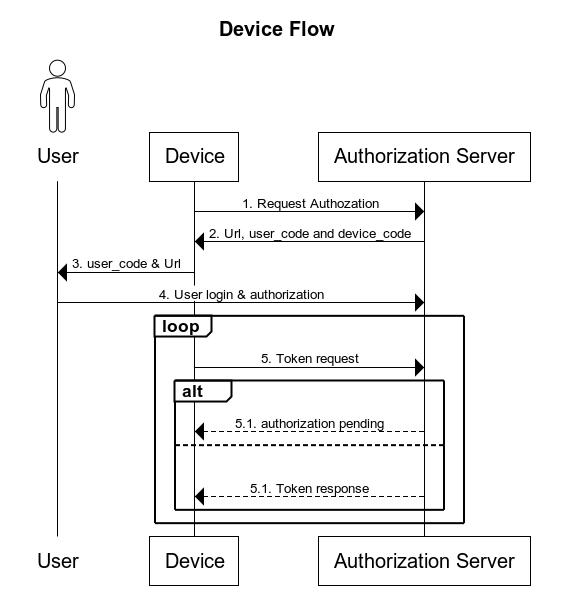 Device Flow
User
Device
Authorization Server
1. Request Authozation
2. Url, user_code and device_code
3. user_code & Url
4. User login & authorization
loop
5. Token request
alt
5.1. authorization pending
5.1. Token response
User
Device
Authorization Server